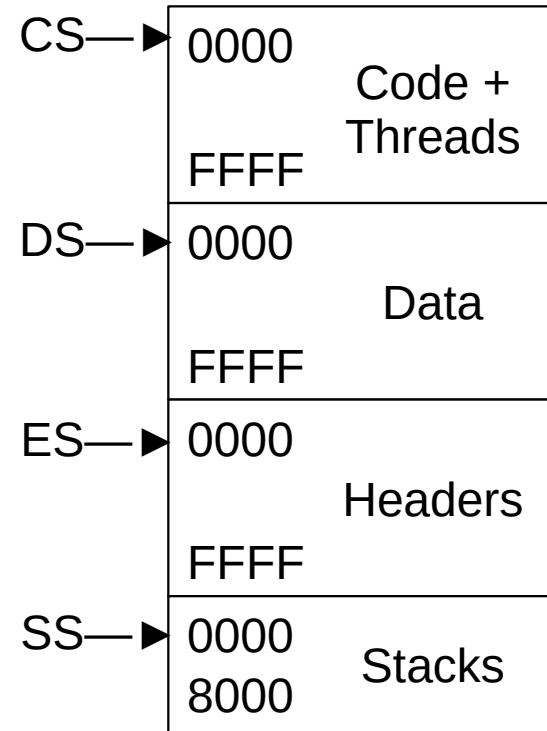 CS
0000
Code +
Threads
FFFF
DS
0000
Data
FFFF
ES
0000
Headers
FFFF
SS
0000
Stacks
8000